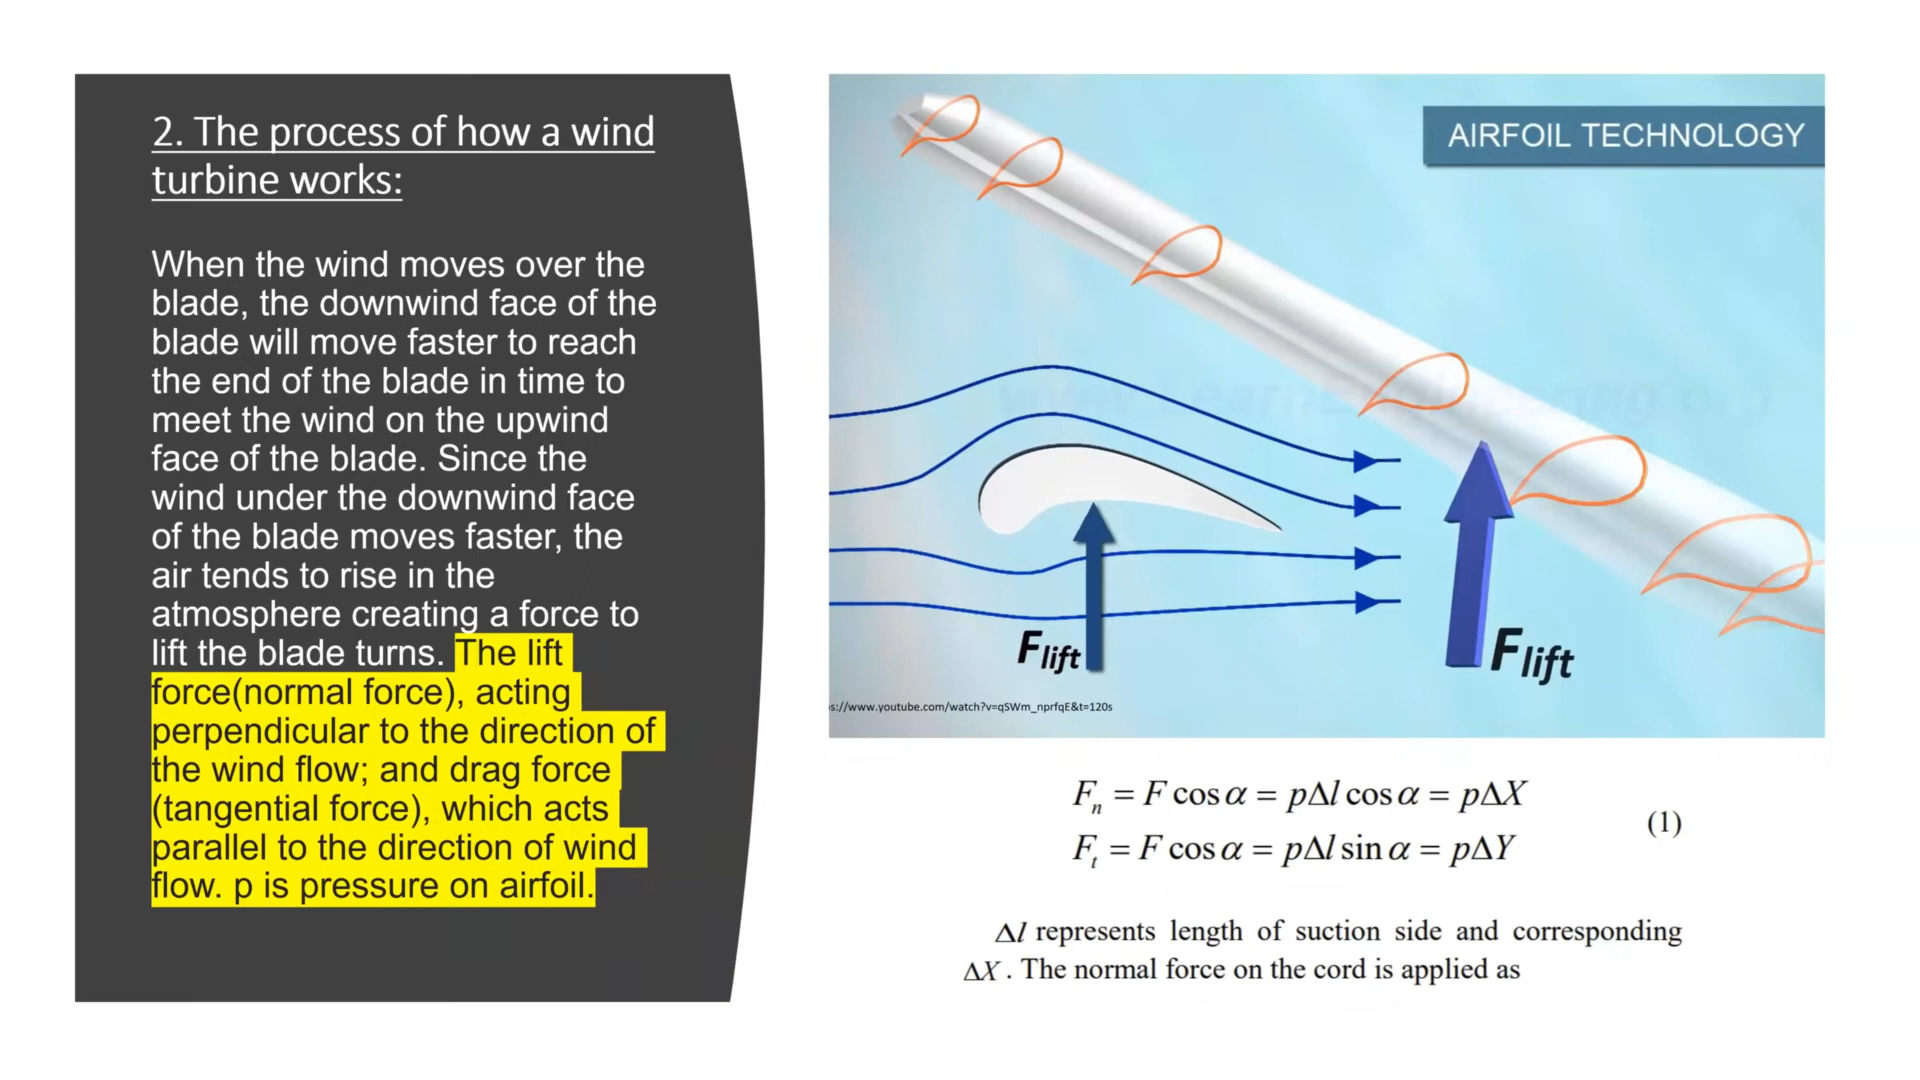 2. The process of how a wind
turbine works:
When the wind moves over the
blade, the downwind face of the
blade will move faster to reach
the end of the blade in time to
meet the wind on the upwind
face of the blade. Since the
wind under the downwind face
of the blade moves faster, the
air tends to rise in the
atmosphere creating a force to
lift the blade turns. The lift
force(normal force), acting
perpendicular to the direction of
the wind flow; and drag force
(tangential force), which acts
parallel to the direction of wind
flow. p is pressure on airfoil.
AIRFOIL TECHNOLOGY
Flift
Flift
s://www.youtube.com/watch?v=qSWm_nprfqE&t=120s
Fn = F cos α = pΔl cos α = pΔX
Ft = F cos α = pΔl sin α = pΔY
(1)
Δl represents length of suction side and corresponding
ΔX . The normal force on the cord is applied as